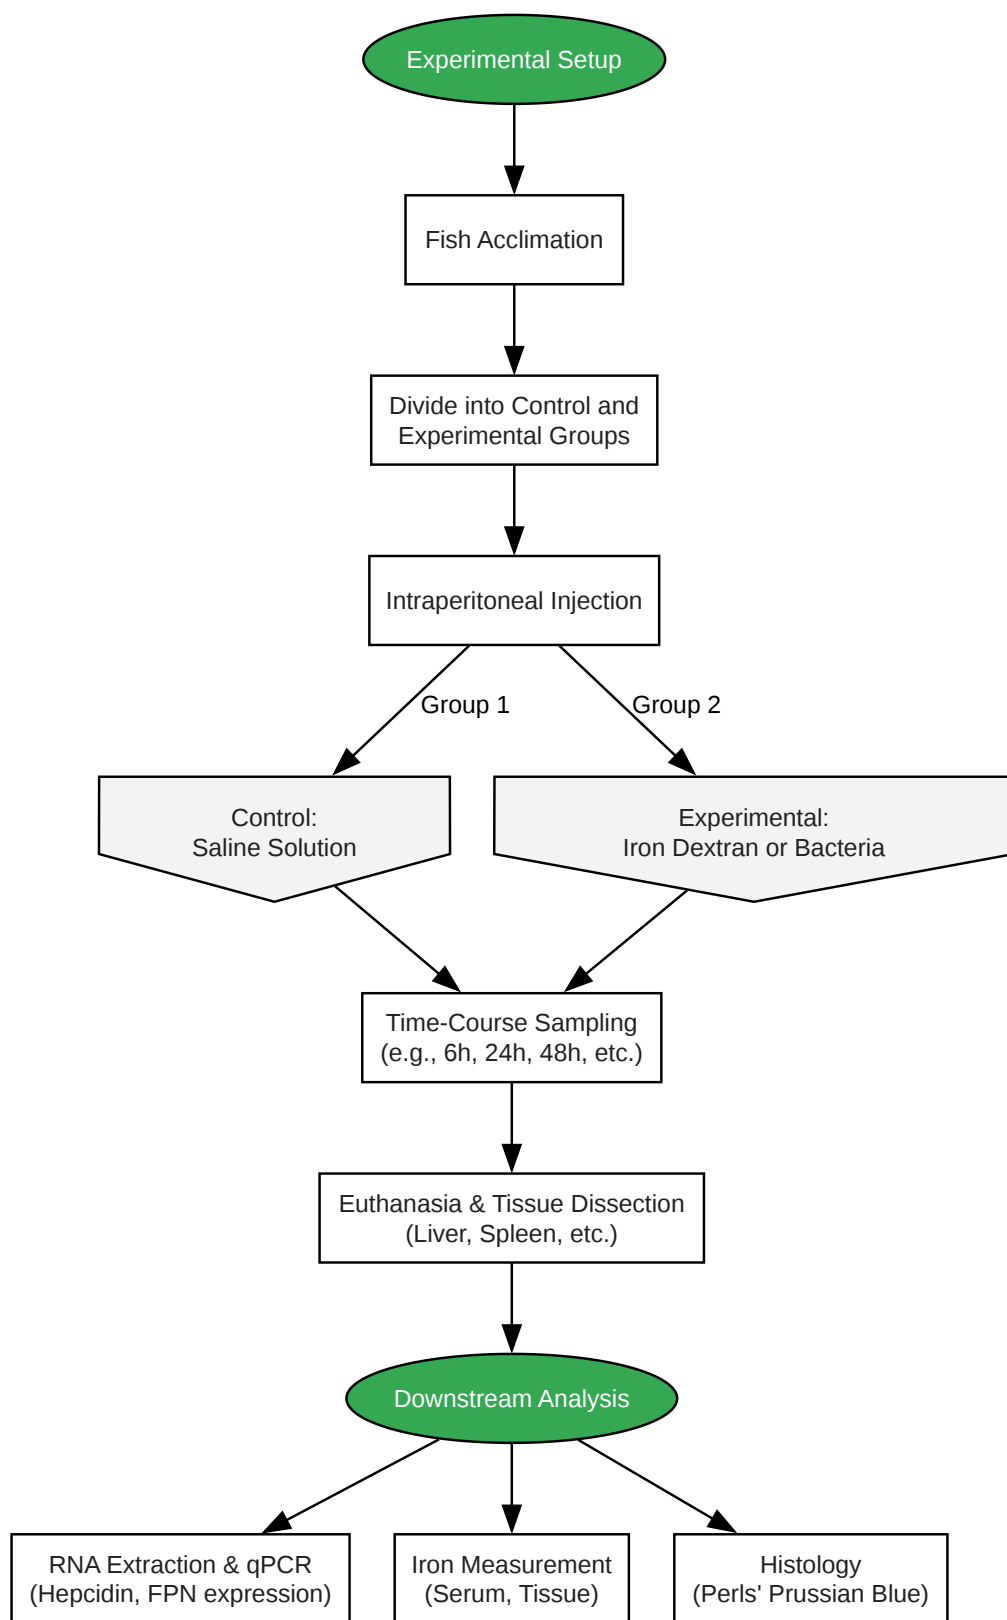 Experimental Setup
Fish Acclimation
Divide into Control and
Experimental Groups
Intraperitoneal Injection
Group 1
Group 2
Control:
Saline Solution
Experimental:
Iron Dextran or Bacteria
Time-Course Sampling
(e.g., 6h, 24h, 48h, etc.)
Euthanasia & Tissue Dissection
(Liver, Spleen, etc.)
Downstream Analysis
RNA Extraction & qPCR
(Hepcidin, FPN expression)
Iron Measurement
(Serum, Tissue)
Histology
(Perls' Prussian Blue)